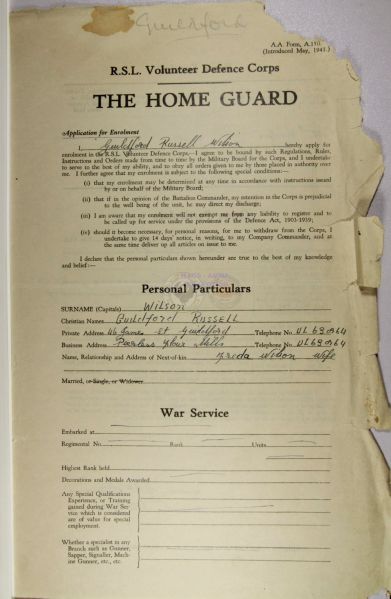 Guildford
A.A. Form, A.150.
(Introduced May, 1941.)
R.S.L. Volunteer Defence Corps
THE HOME GUARD
Application for Enrolment
I, Guildford Russell Wilson hereby apply for
enrolment in the R.S.L. Volunteer Defence Corps—I agree to be bound by such Regulations, Rules,
Instructions and Orders made from time to time by the Military Board for the Corps, and I undertake
to serve to the best of my ability, and to obey all orders given to me by those placed in authority over
me. I further agree that my enrolment is subject to the following special conditions:—
(i) that my enrolment may be determined at any time in accordance with instructions issued
by or on behalf of the Military Board;
(ii) that if in the opinion of the Battalion Commander, my retention in the Corps is prejudicial
to the well being of the unit, he may direct my discharge;
(iii) I am aware that my enrolment will not exempt me from any liability to register and to
be called up for service under the provisions of the Defence Act, 1903-1939;
(iv) should it become necessary, for personal reasons, for me to withdraw from the Corps, I
undertake to give 14 days' notice, in writing, to my Company Commander, and at
the same time deliver up all articles on issue to me.
I declare that the personal particulars shown hereunder are true to the best of my knowledge
and belief:—
Personal Particulars
SURNAME (Capitals) Wilson
Christian Names Guildford Russell
Private Address 46 James St Guildford Telephone No. UL68
Business Address Peerless Flour Mills Telephone No. UL68
Name, Relationship and Address of Next-of-kin Freda Wilson Wife
Married, or Single, or Widower
War Service
Embarked at
Regimental No. Rank Units
Highest Rank held
Decorations and Medals Awarded
Any Special Qualifications
Experience, or Training
gained during War Ser-
vice which is considered
are of value for special
employment.
Whether a specialist in any
Branch such as Gunner,
Sapper, Signaller, Mach-
ine Gunner, etc., etc.